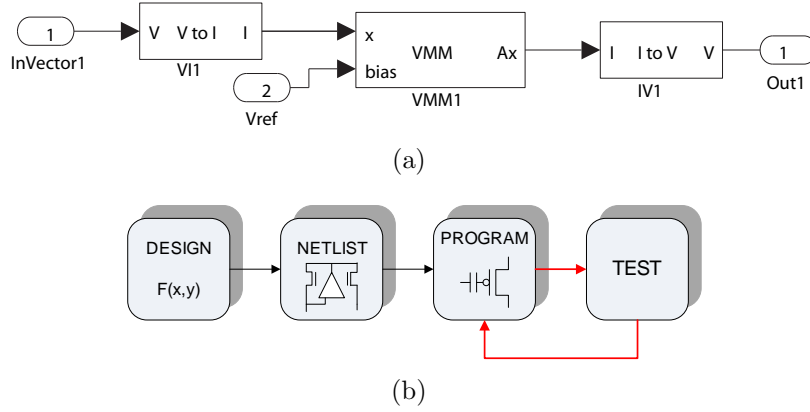 1
InVector1
V V to I I
VI1
2
Vref
x
bias
VMM
Ax
VMM1
I I to V V
IV1
1
Out1
(a)
DESIGN
F(x,y)
NETLIST
PROGRAM
TEST
(b)